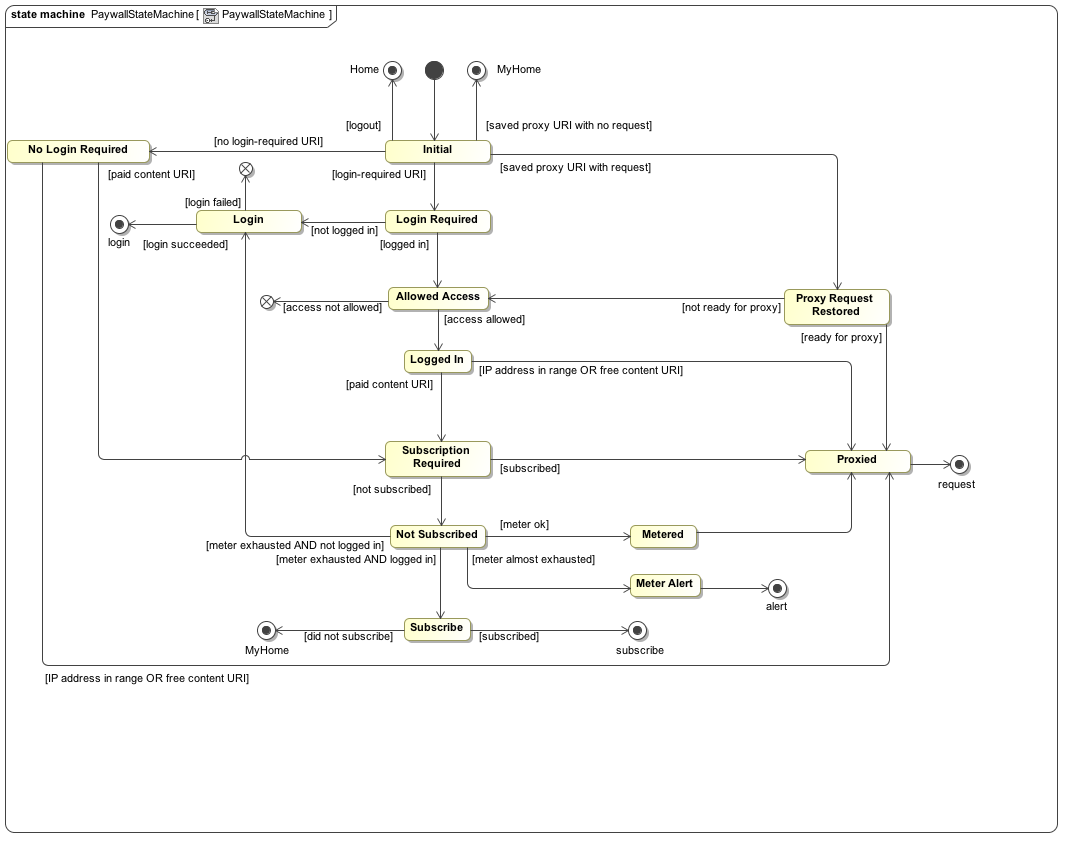 state machine PaywallStateMachine [ PaywallStateMachine ]
Home
MyHome
[logout]
[saved proxy URI with no request]
[no login-required URI]
No Login Required
Initial
[paid content URI]
[login-required URI]
[saved proxy URI with request]
[login failed]
Login
Login Required
login
[login succeeded]
[not logged in]
[logged in]
Allowed Access
[access not allowed]
[access allowed]
[not ready for proxy]
Proxy Request
Restored
[ready for proxy]
Logged In
[IP address in range OR free content URI]
[paid content URI]
Subscription
Required
[subscribed]
Proxied
request
[not subscribed]
Not Subscribed
[meter ok]
Metered
[meter exhausted AND not logged in]
[meter exhausted AND logged in]
[meter almost exhausted]
Meter Alert
alert
Subscribe
[did not subscribe]
[subscribed]
MyHome
subscribe
[IP address in range OR free content URI]